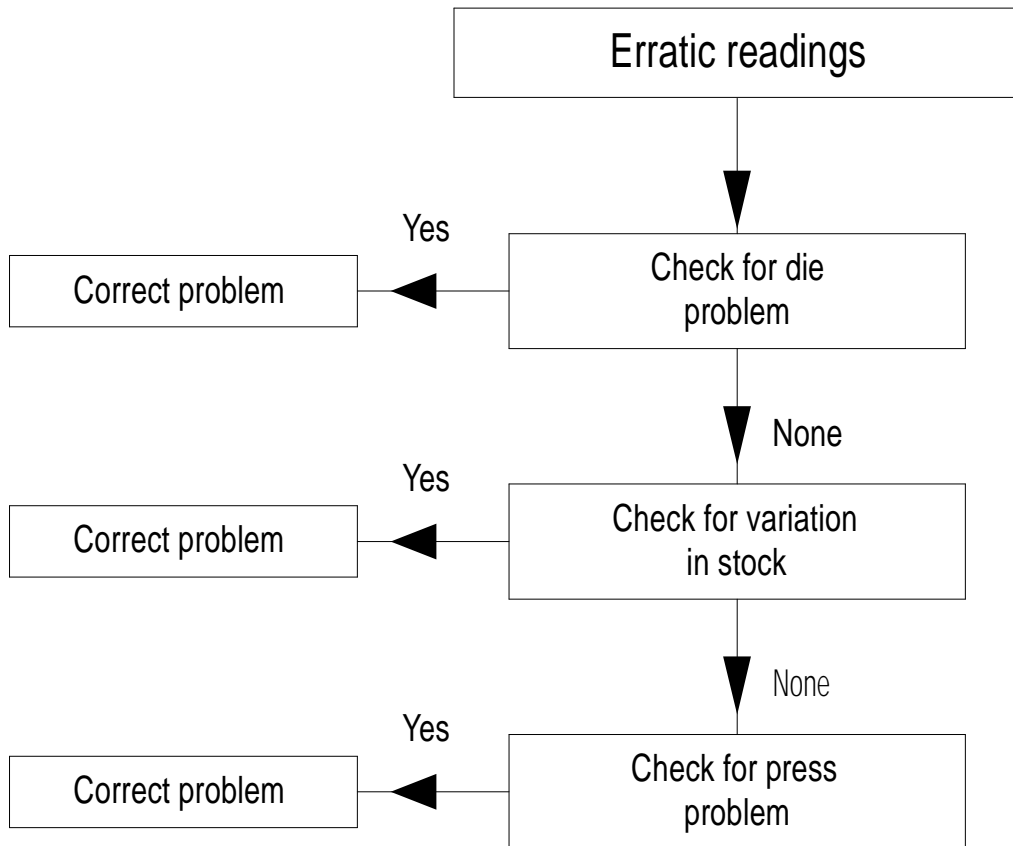 Erratic readings
Yes
Correct problem
Check for die
problem
None
Yes
Correct problem
Check for variation
in stock
None
Yes
Correct problem
Check for press
problem